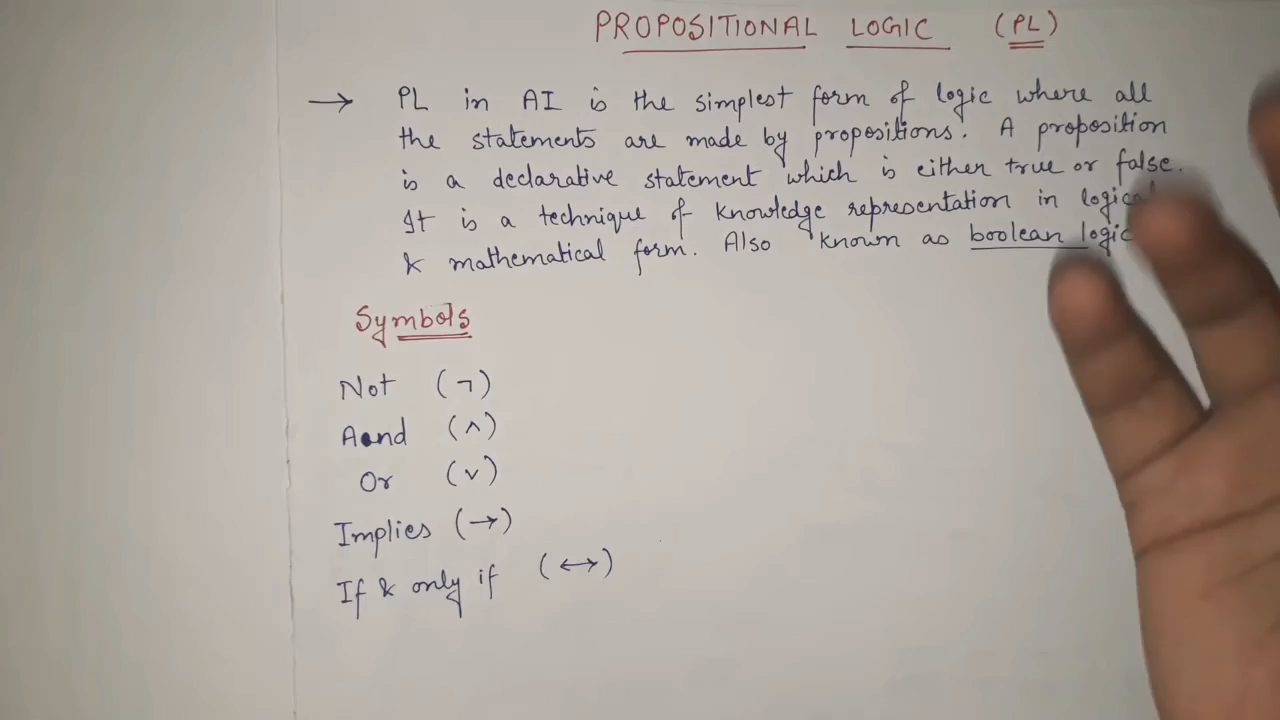 PROPOSITIONAL LOGIC (PL)
→ PL in AI is the simplest form of logic where all
the statements are made by propositions. A proposition
is a declarative statement which is either true or false.
It is a technique of knowledge representation in logical
& mathematical form. Also known as boolean logic
Symbols
Not (¬)
And (∧)
Or (∨)
Implies (→)
If & only if (↔)